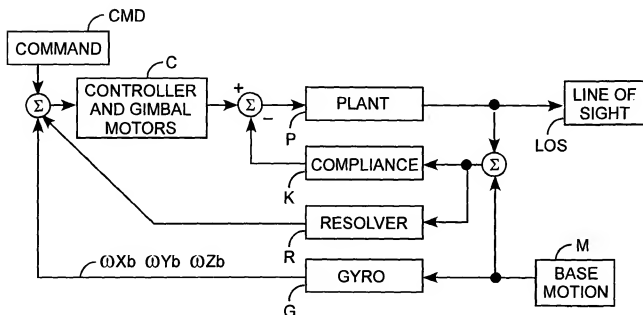 CMD
COMMAND
C
CONTROLLER
AND GIMBAL
MOTORS
Σ
+
Σ
−
PLANT
P
LINE OF
SIGHT
LOS
COMPLIANCE
K
Σ
RESOLVER
R
ωXb ωYb ωZb
GYRO
G
M
BASE
MOTION